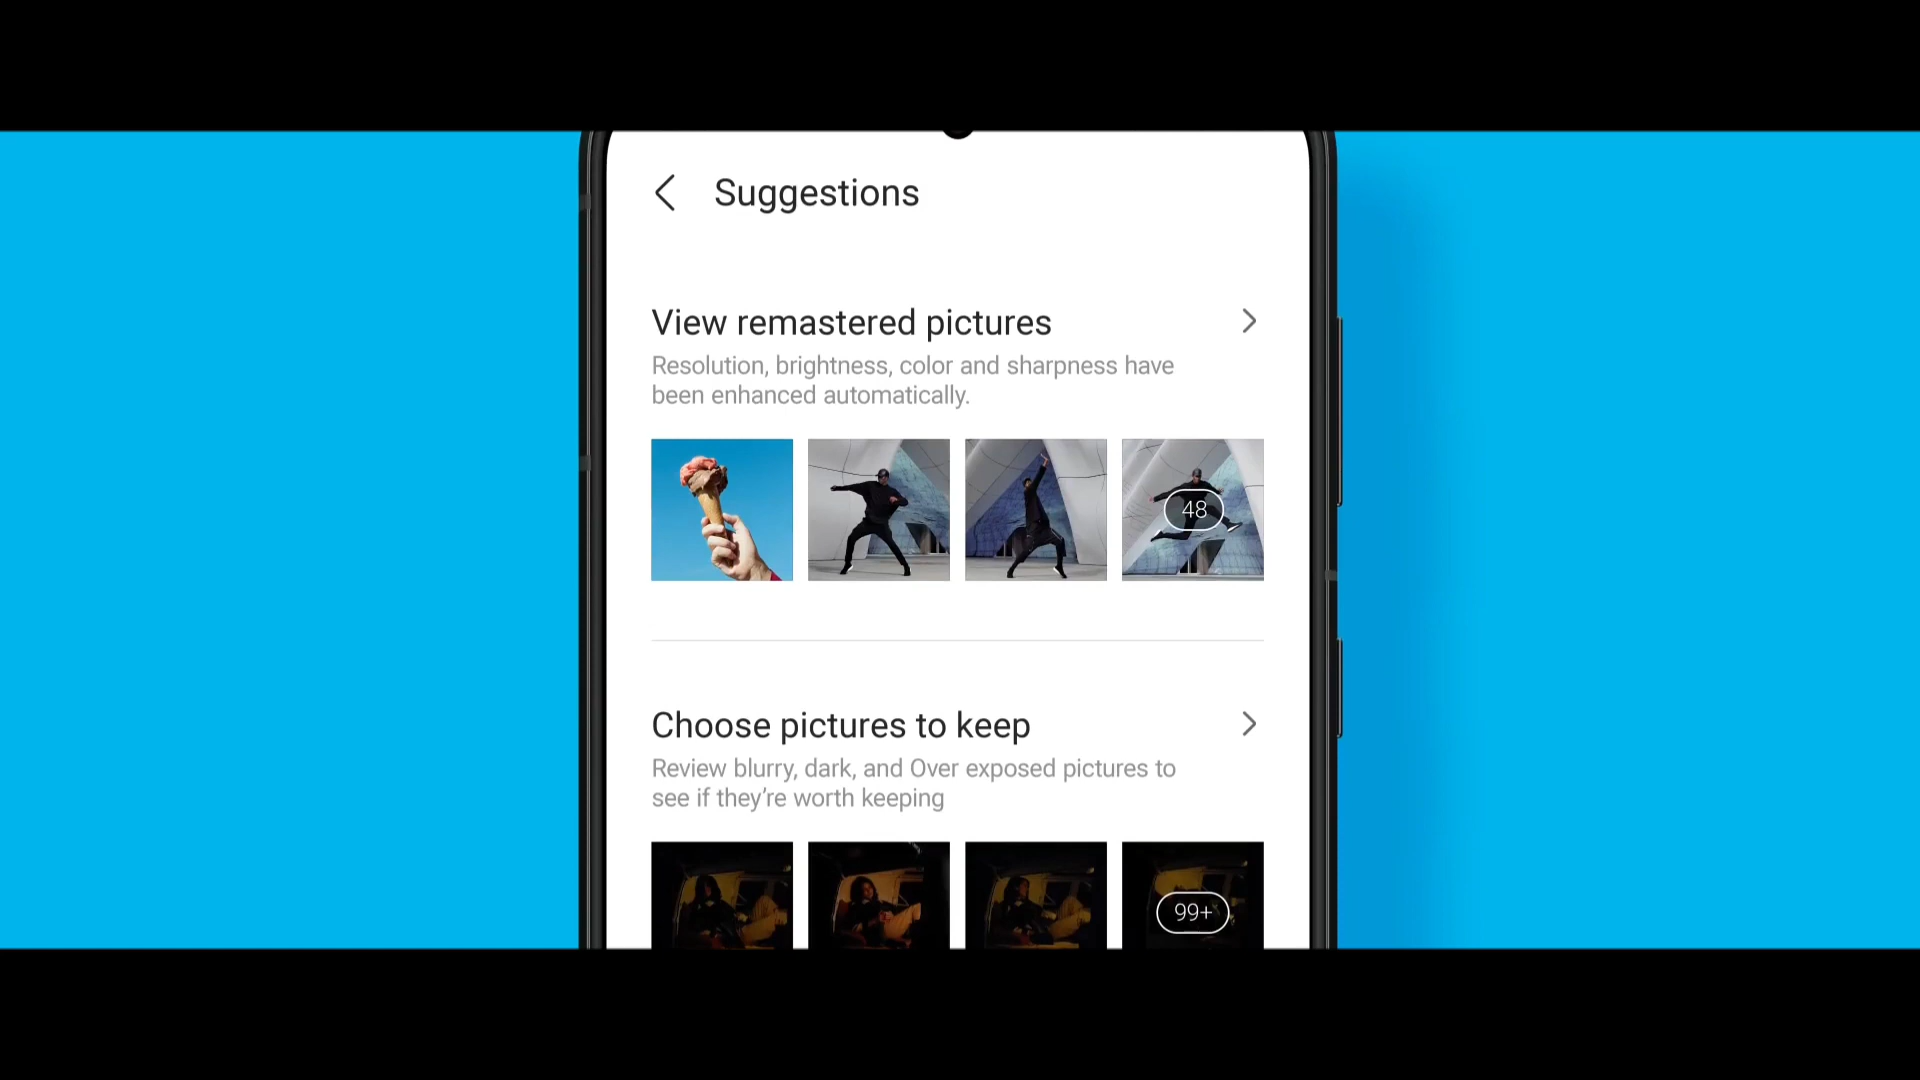 Suggestions
View remastered pictures
Resolution, brightness, color and sharpness have
been enhanced automatically.
48
Choose pictures to keep
Review blurry, dark, and Over exposed pictures to
see if they’re worth keeping
99+